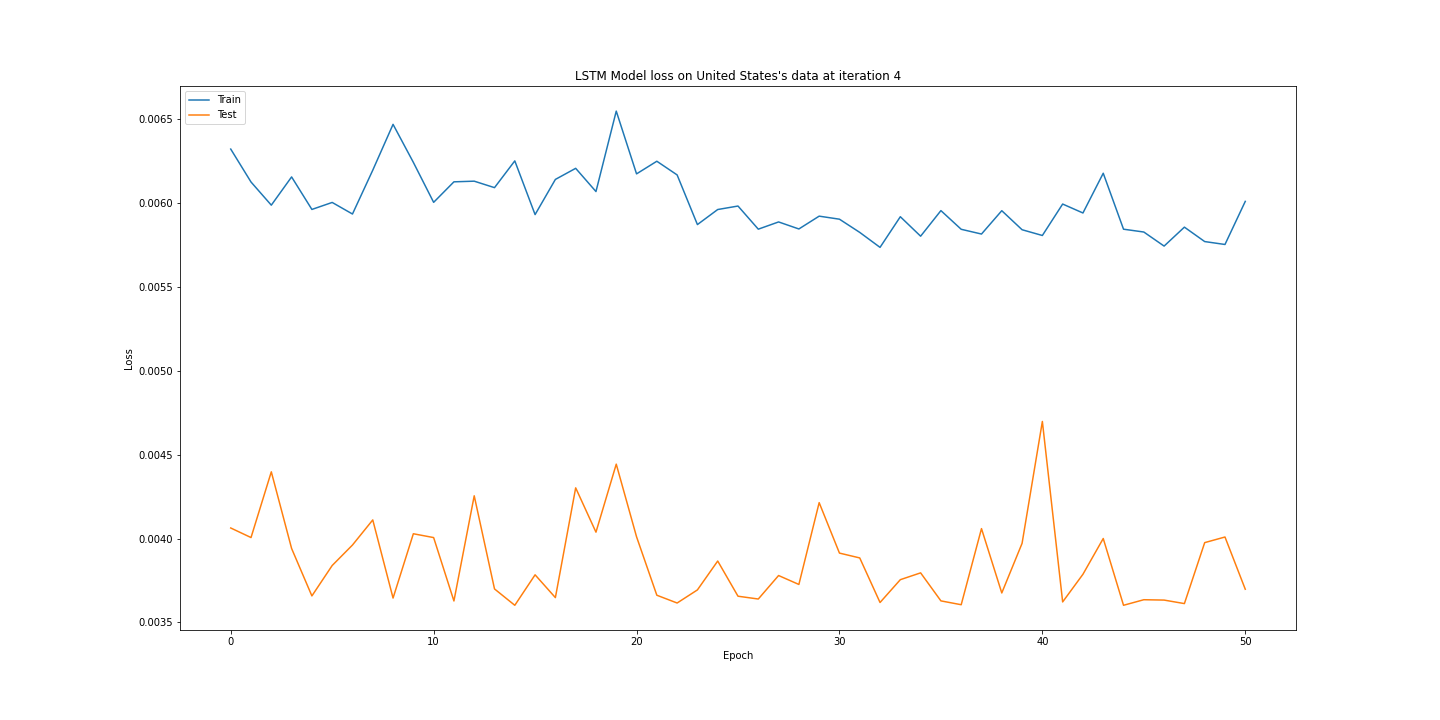 LSTM Model loss on United States's data at iteration 4
Train
Test
0.0065
0.0060
0.0055
0.0050
0.0045
0.0040
0.0035
Loss
0 10 20 30 40 50
Epoch